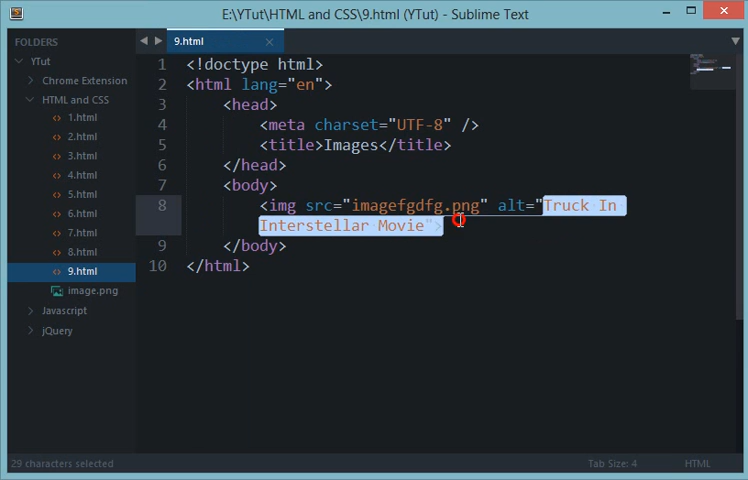 E:\YTut\HTML and CSS\9.html (YTut) - Sublime Text
FOLDERS
YTut
Chrome Extension
HTML and CSS
1.html
2.html
3.html
4.html
5.html
6.html
7.html
8.html
9.html
image.png
Javascript
jQuery
9.html
1 <!doctype html>
2 <html lang="en">
3 <head>
4 <meta charset="UTF-8" />
5 <title>Images</title>
6 </head>
7 <body>
8 <img src="imagefgdfg.png" alt="Truck In
Interstellar Movie">
9 </body>
10 </html>
29 characters selected
Tab Size: 4
HTML